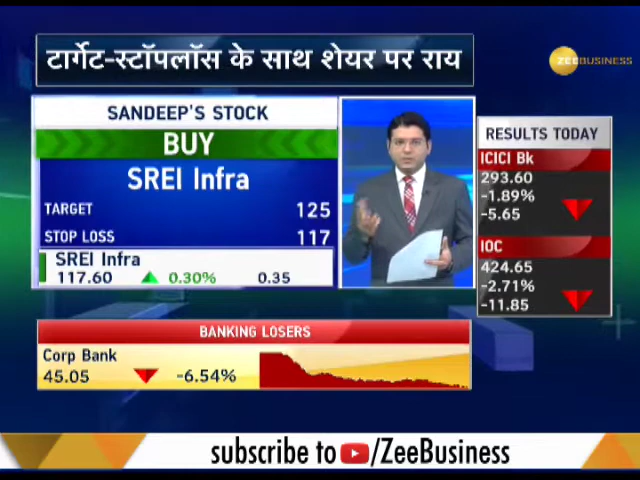 टार्गेट-स्टॉपलॉस के साथ शेयर पर राय
ZEEBUSINESS
SANDEEP'S STOCK
BUY
SREI Infra
TARGET 125
STOP LOSS 117
SREI Infra
117.60 0.30% 0.35
RESULTS TODAY
ICICI Bk
293.60
-1.89%
-5.65
IOC
424.65
-2.71%
-11.85
BANKING LOSERS
Corp Bank
45.05 -6.54%
subscribe to /ZeeBusiness